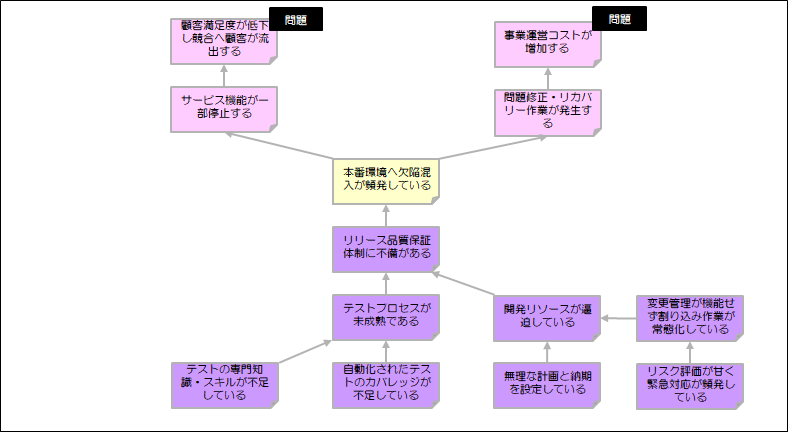 顧客満足度が低下
し競合へ顧客が流
出する
問題
事業運営コストが
増加する
問題
サービス機能が一
部停止する
問題修正・リカバ
リー作業が発生す
る
本番環境へ欠陥混
入が頻発している
リリース品質保証
体制に不備がある
テストプロセスが
未成熟である
開発リソースが逼
迫している
変更管理が機能せ
ず割り込み作業が
常態化している
テストの専門知
識・スキルが不足
している
自動化されたテス
トのカバレッジが
不足している
無理な計画と納期
を設定している
リスク評価が甘く
緊急対応が頻発し
ている